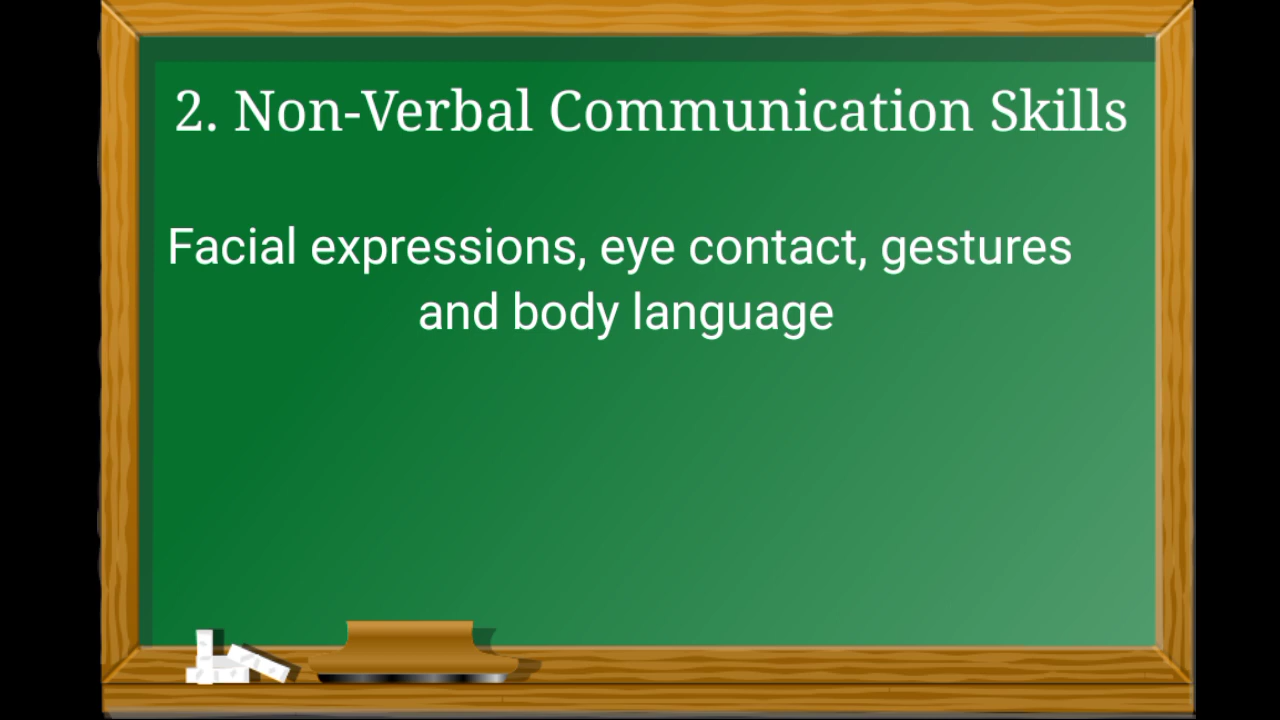 2. Non-Verbal Communication Skills
Facial expressions, eye contact, gestures
and body language